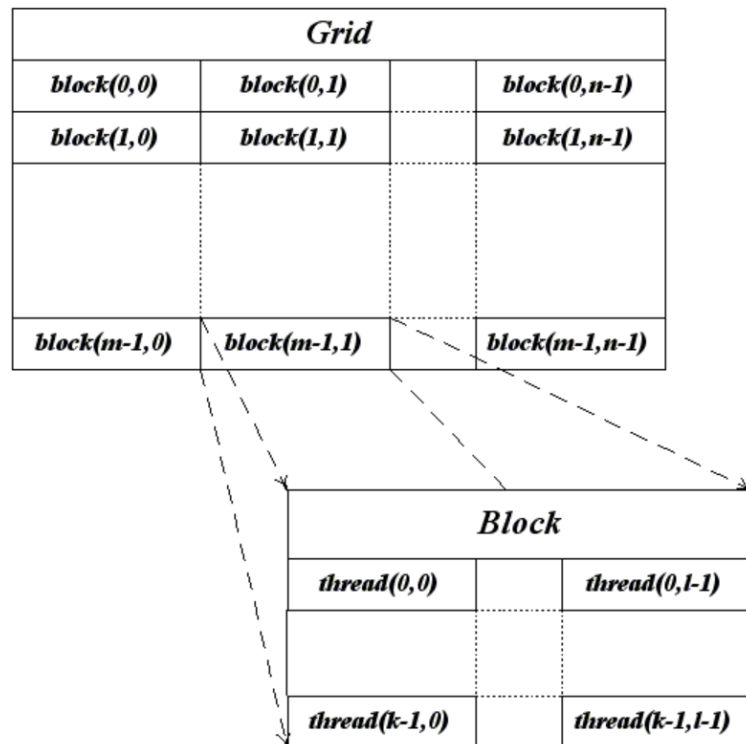 Grid
block(0,0) block(0,1) block(0,n-1)
block(1,0) block(1,1) block(1,n-1)
block(m-1,0) block(m-1,1) block(m-1,n-1)
Block
thread(0,0) thread(0,l-1)
thread(k-1,0) thread(k-1,l-1)